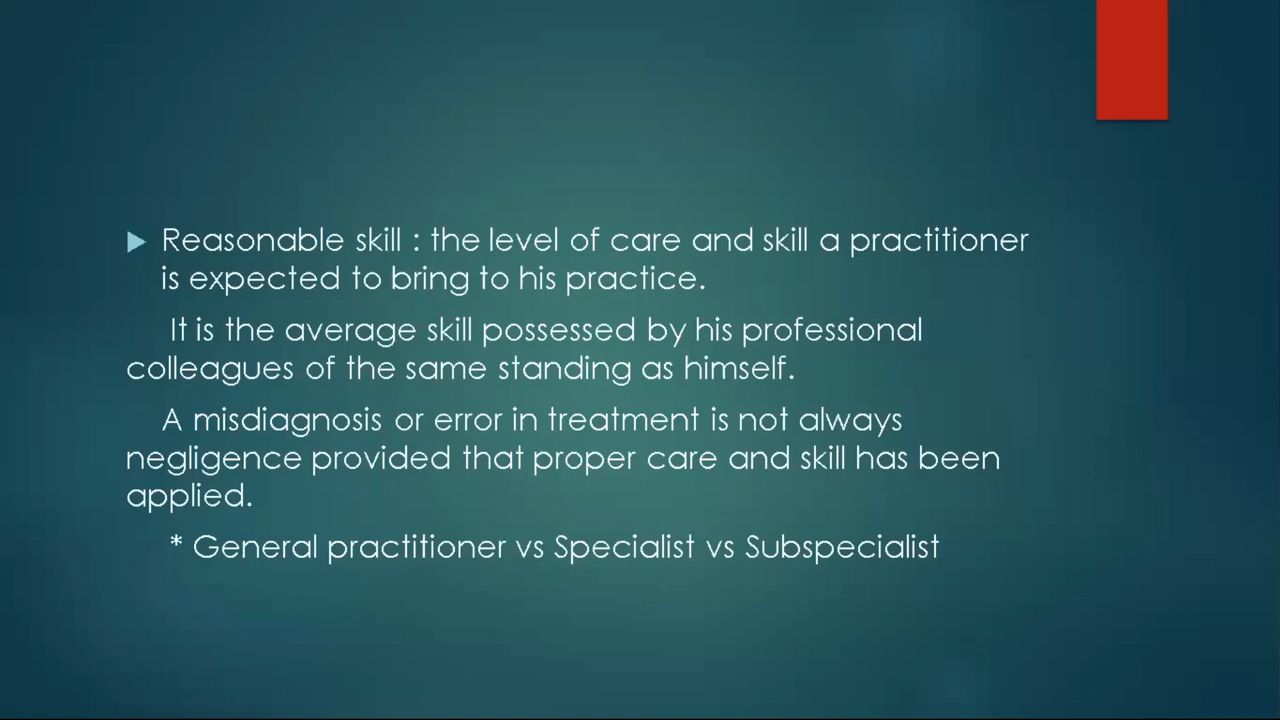 Reasonable skill : the level of care and skill a practitioner
is expected to bring to his practice.
It is the average skill possessed by his professional
colleagues of the same standing as himself.
A misdiagnosis or error in treatment is not always
negligence provided that proper care and skill has been
applied.
* General practitioner vs Specialist vs Subspecialist